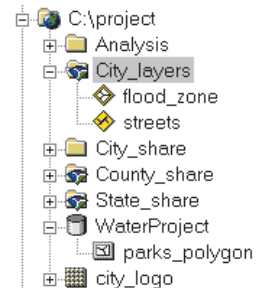 C:\project
Analysis
City_layers
flood_zone
streets
City_share
County_share
State_share
WaterProject
parks_polygon
city_logo